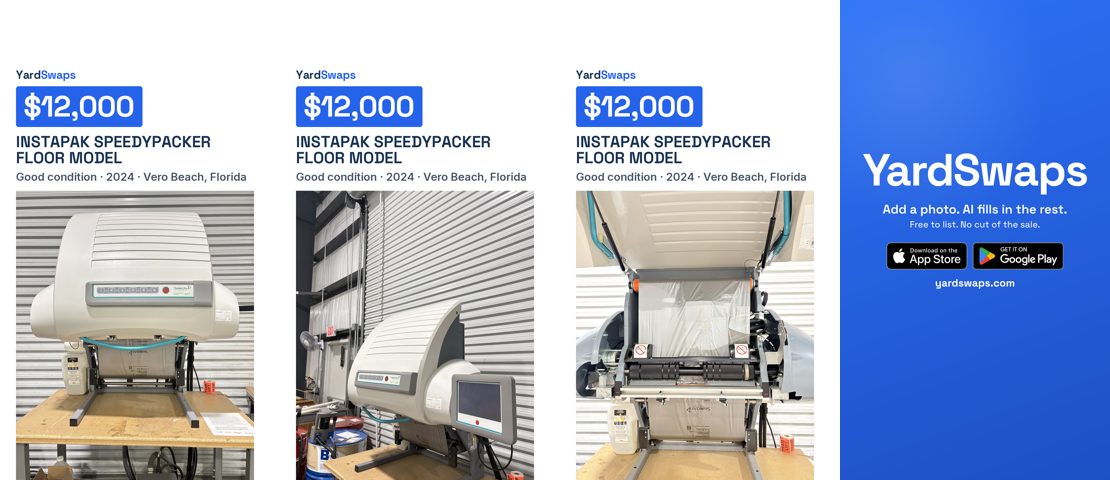 YardSwaps
$12,000
INSTAPAK SPEEDYPACKER
FLOOR MODEL
Good condition · 2024 · Vero Beach, Florida
YardSwaps
$12,000
INSTAPAK SPEEDYPACKER
FLOOR MODEL
Good condition · 2024 · Vero Beach, Florida
YardSwaps
$12,000
INSTAPAK SPEEDYPACKER
FLOOR MODEL
Good condition · 2024 · Vero Beach, Florida
YardSwaps
Add a photo. AI fills in the rest.
Free to list. No cut of the sale.
Download on the
App Store
GET IT ON
Google Play
yardswaps.com